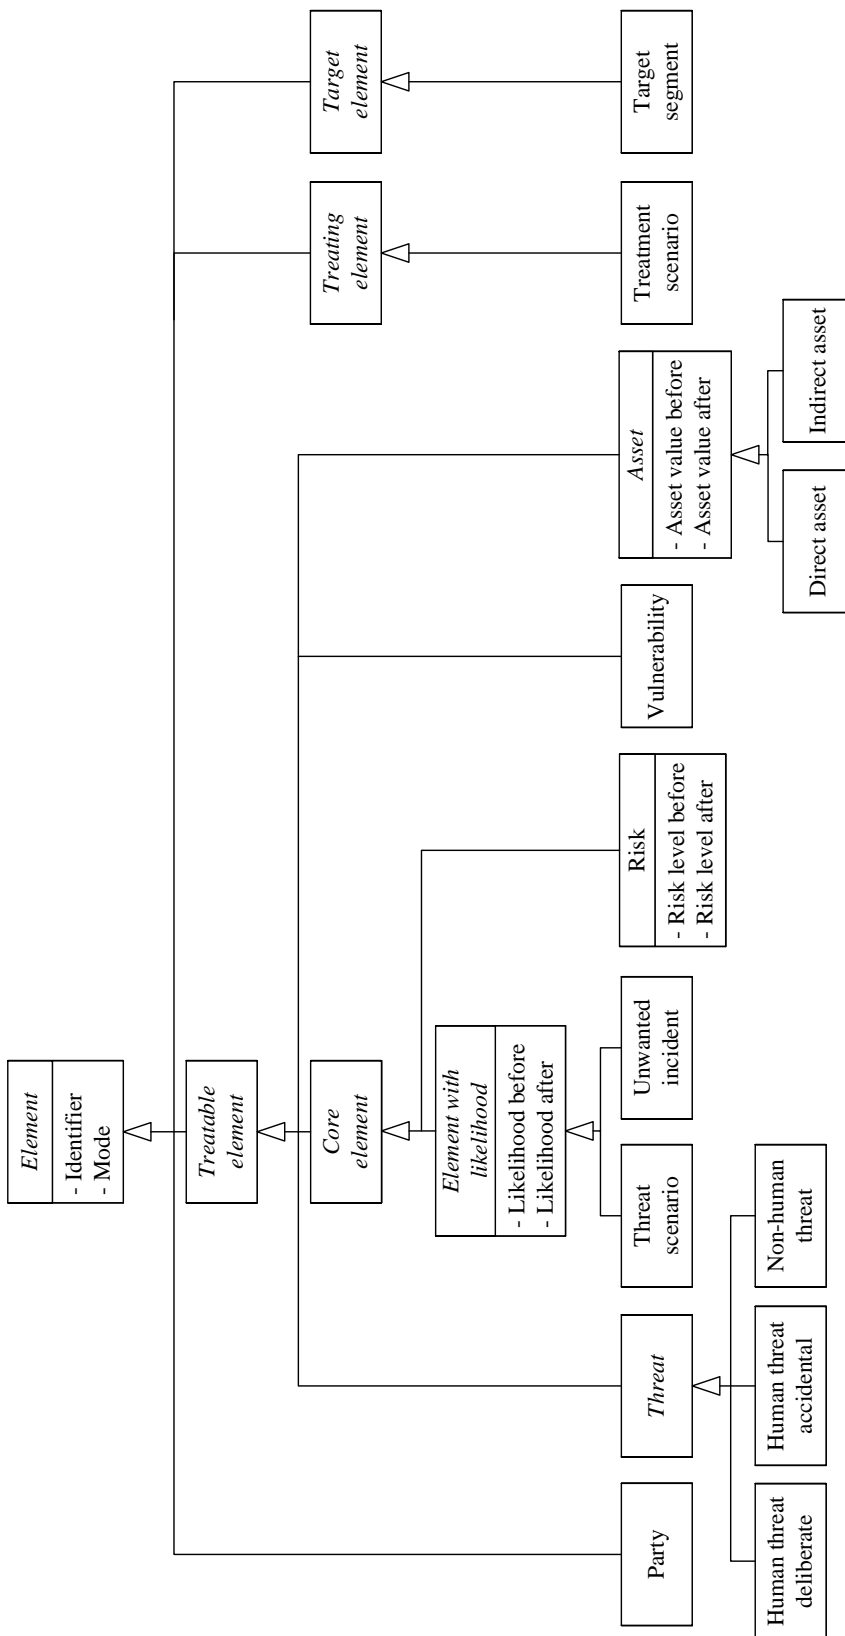 Element
- Identifier
- Mode
Treatable
element
Core
element
Treating
element
Target
element
Element with
likelihood
- Likelihood before
- Likelihood after
Party
Threat
Threat
scenario
Unwanted
incident
Risk
- Risk level before
- Risk level after
Vulnerability
Asset
- Asset value before
- Asset value after
Treatment
scenario
Target
segment
Human threat
deliberate
Human threat
accidental
Non-human
threat
Direct asset
Indirect asset